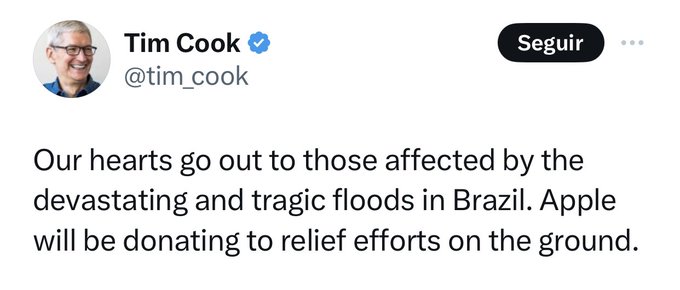 Tim Cook
Seguir
@tim_cook
Our hearts go out to those affected by the
devastating and tragic floods in Brazil. Apple
will be donating to relief efforts on the ground.